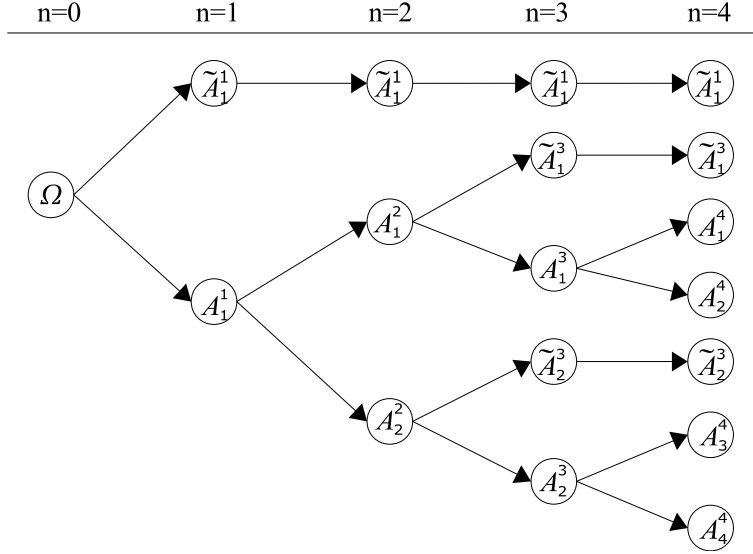 n=0 n=1 n=2 n=3 n=4
Ã₁¹ Ã₁¹ Ã₁¹ Ã₁¹
Ã₁³ Ã₁³
Ω
A₁² A₁⁴
A₁³
A₁¹ A₂⁴
Ã₂³ Ã₂³
A₂² A₃⁴
A₂³
A₄⁴